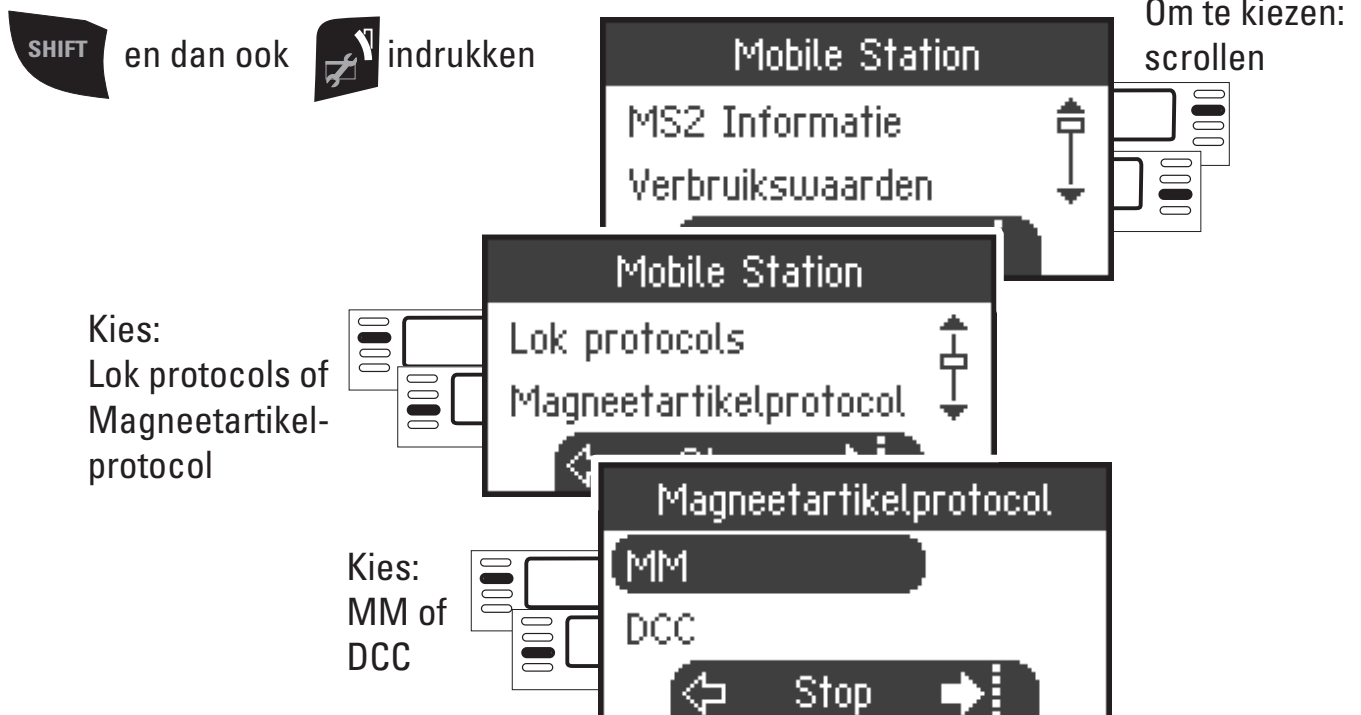 Om te kiezen:
scrollen
SHIFT en dan ook indrukken
Mobile Station
MS2 Informatie
Verbruikswaarden
Mobile Station
Lok protocols
Magneetartikelprotocol
Kies:
Lok protocols of
Magneetartikel-
protocol
Magneetartikelprotocol
MM
DCC
Stop
Kies:
MM of
DCC